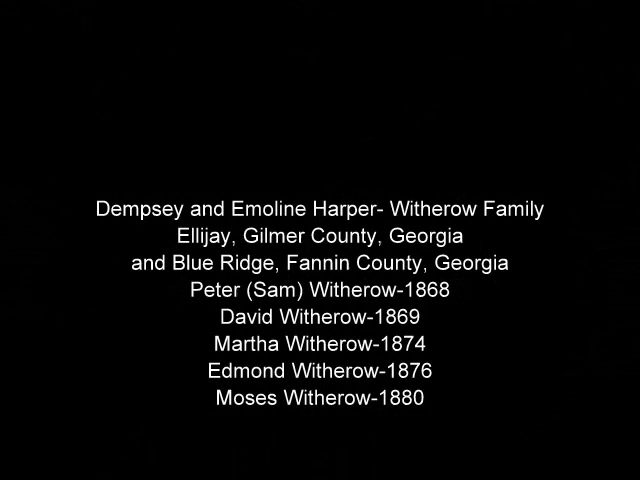 Dempsey and Emoline Harper- Witherow Family
Ellijay, Gilmer County, Georgia
and Blue Ridge, Fannin County, Georgia
Peter (Sam) Witherow-1868
David Witherow-1869
Martha Witherow-1874
Edmond Witherow-1876
Moses Witherow-1880